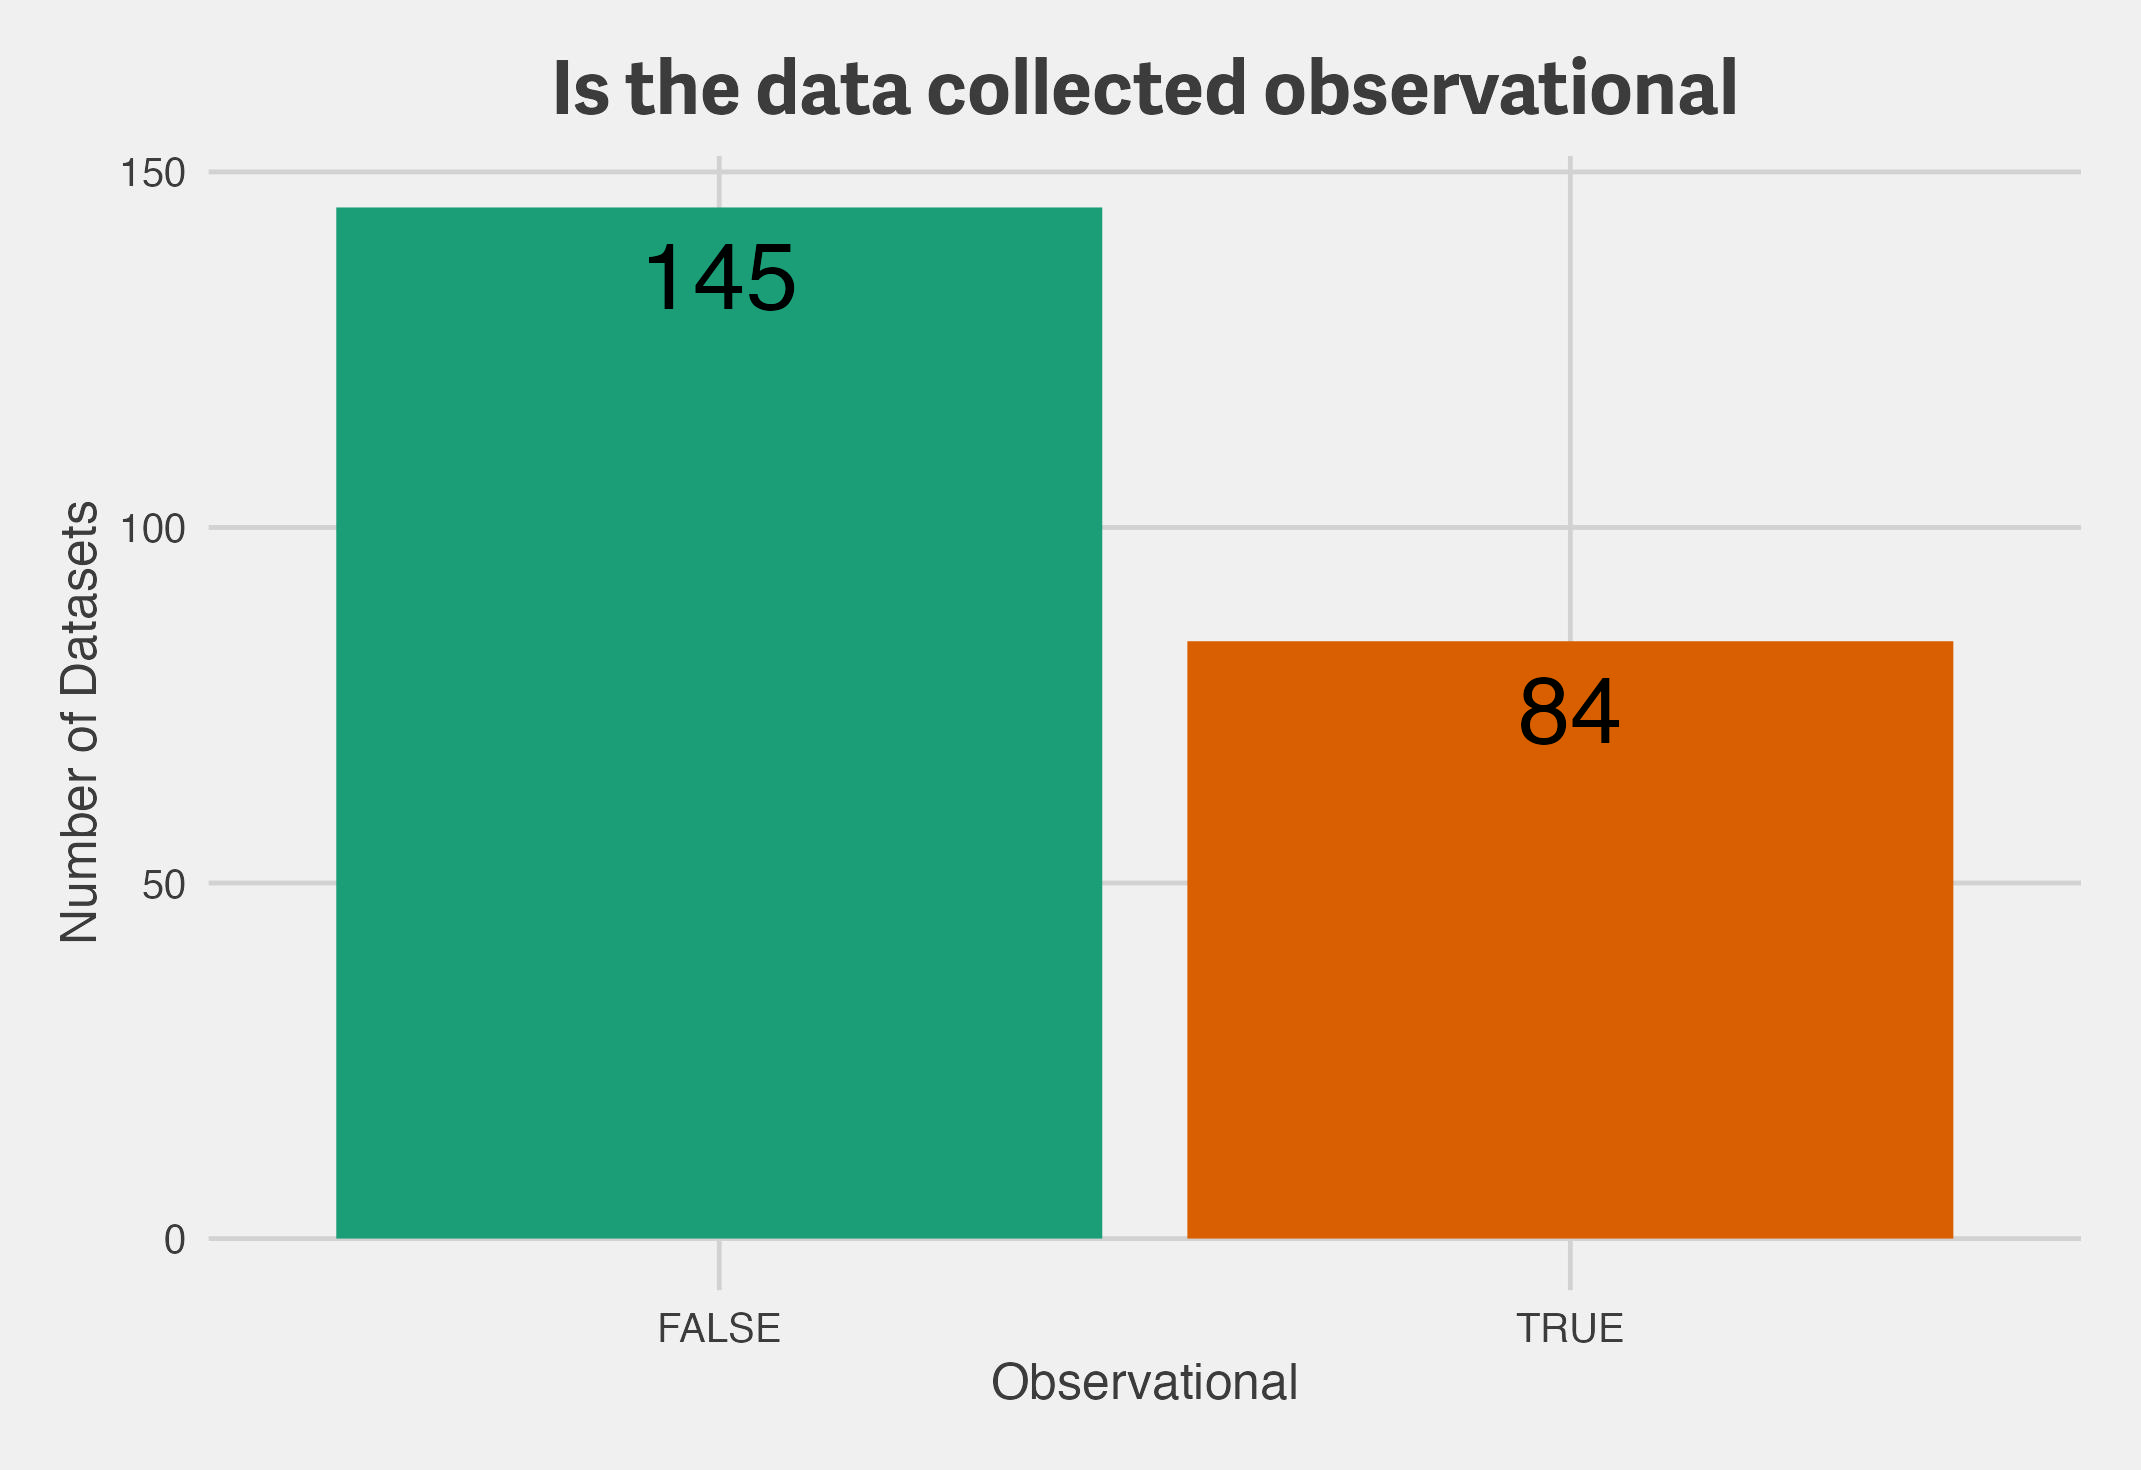 Is the data collected observational
Number of Datasets
150
100
50
0
145
84
FALSE
TRUE
Observational